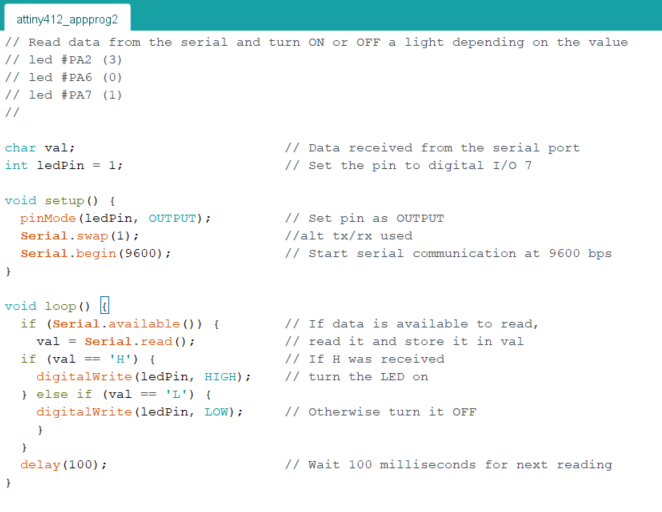 attiny412_appprog2
// Read data from the serial and turn ON or OFF a light depending on the value
// led #PA2 (3)
// led #PA6 (0)
// led #PA7 (1)
//

char val;                          // Data received from the serial port
int ledPin = 1;                    // Set the pin to digital I/O 7

void setup() {
  pinMode(ledPin, OUTPUT);         // Set pin as OUTPUT
  Serial.swap(1);                  //alt tx/rx used
  Serial.begin(9600);              // Start serial communication at 9600 bps
}

void loop() {
  if (Serial.available()) {        // If data is available to read,
    val = Serial.read();           // read it and store it in val
  if (val == 'H') {                // If H was received
    digitalWrite(ledPin, HIGH);    // turn the LED on
  } else if (val == 'L') {
    digitalWrite(ledPin, LOW);     // Otherwise turn it OFF
    }
  }
  delay(100);                      // Wait 100 milliseconds for next reading
}